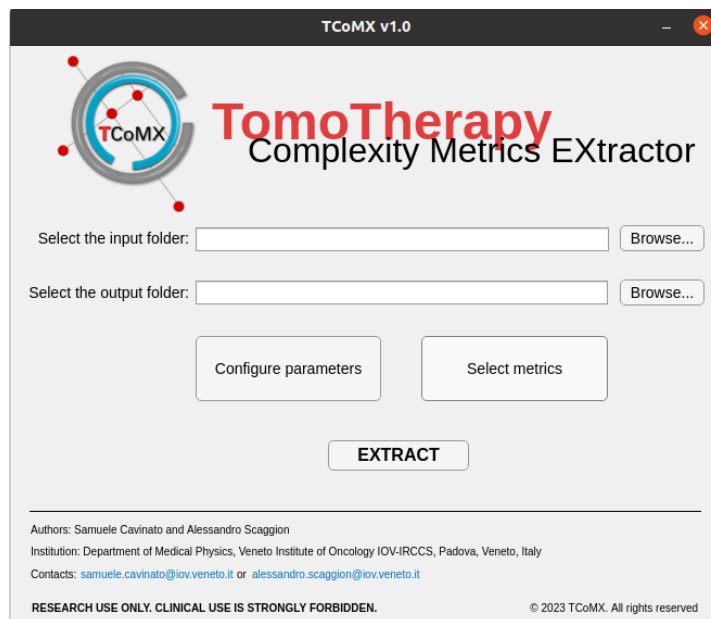 TCoMX v1.0
TCoMX
TomoTherapy
Complexity Metrics EXtractor
Select the input folder: Browse...
Select the output folder: Browse...
Configure parameters Select metrics
EXTRACT
Authors: Samuele Cavinato and Alessandro Scaggion
Institution: Department of Medical Physics, Veneto Institute of Oncology IOV-IRCCS, Padova, Veneto, Italy
Contacts: samuele.cavinato@iov.veneto.it or alessandro.scaggion@iov.veneto.it
RESEARCH USE ONLY. CLINICAL USE IS STRONGLY FORBIDDEN. © 2023 TCoMX. All rights reserved